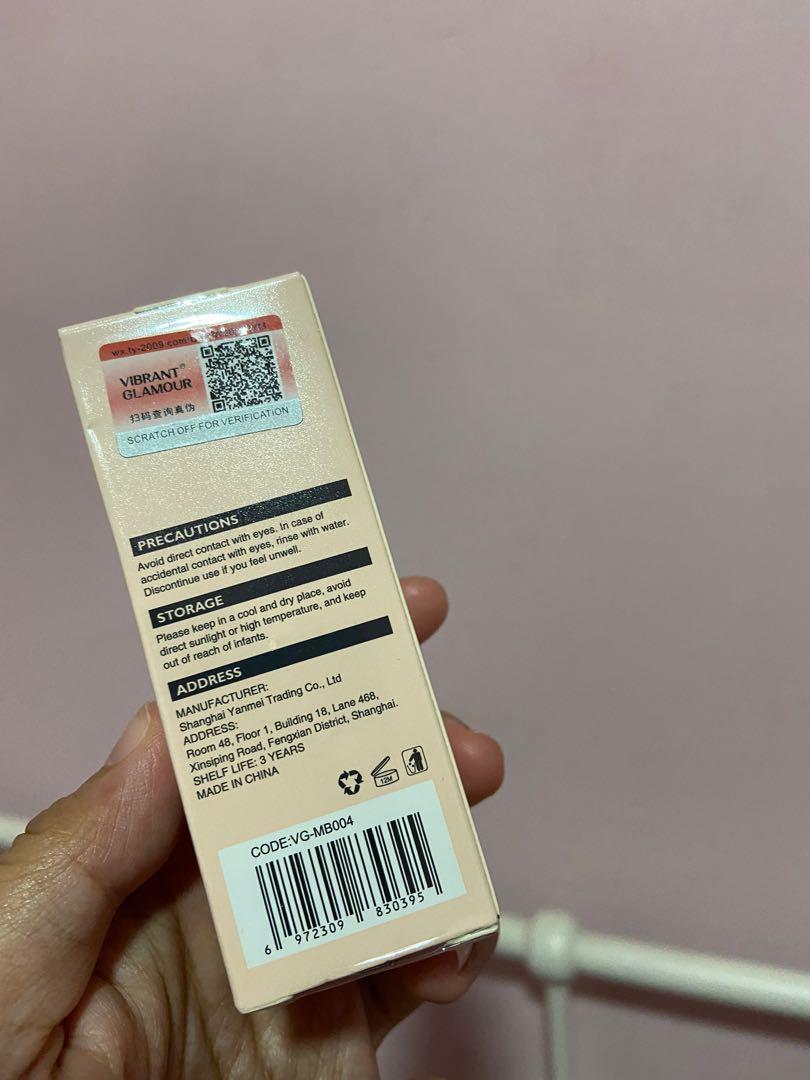 wx.ty-2009.com
VIBRANT®
GLAMOUR
扫码查询真伪
SCRATCH OFF FOR VERIFICATION
PRECAUTIONS
Avoid direct contact with eyes. In case of
accidental contact with eyes, rinse with water.
Discontinue use if you feel unwell.
STORAGE
Please keep in a cool and dry place, avoid
direct sunlight or high temperature, and keep
out of reach of infants.
ADDRESS
MANUFACTURER:
Shanghai Yanmei Trading Co., Ltd
ADDRESS:
Room 48, Floor 1, Building 18, Lane 468,
Xinsiping Road, Fengxian District, Shanghai.
SHELF LIFE: 3 YEARS
MADE IN CHINA
12M
CODE:VG-MB004
6 972309 830395